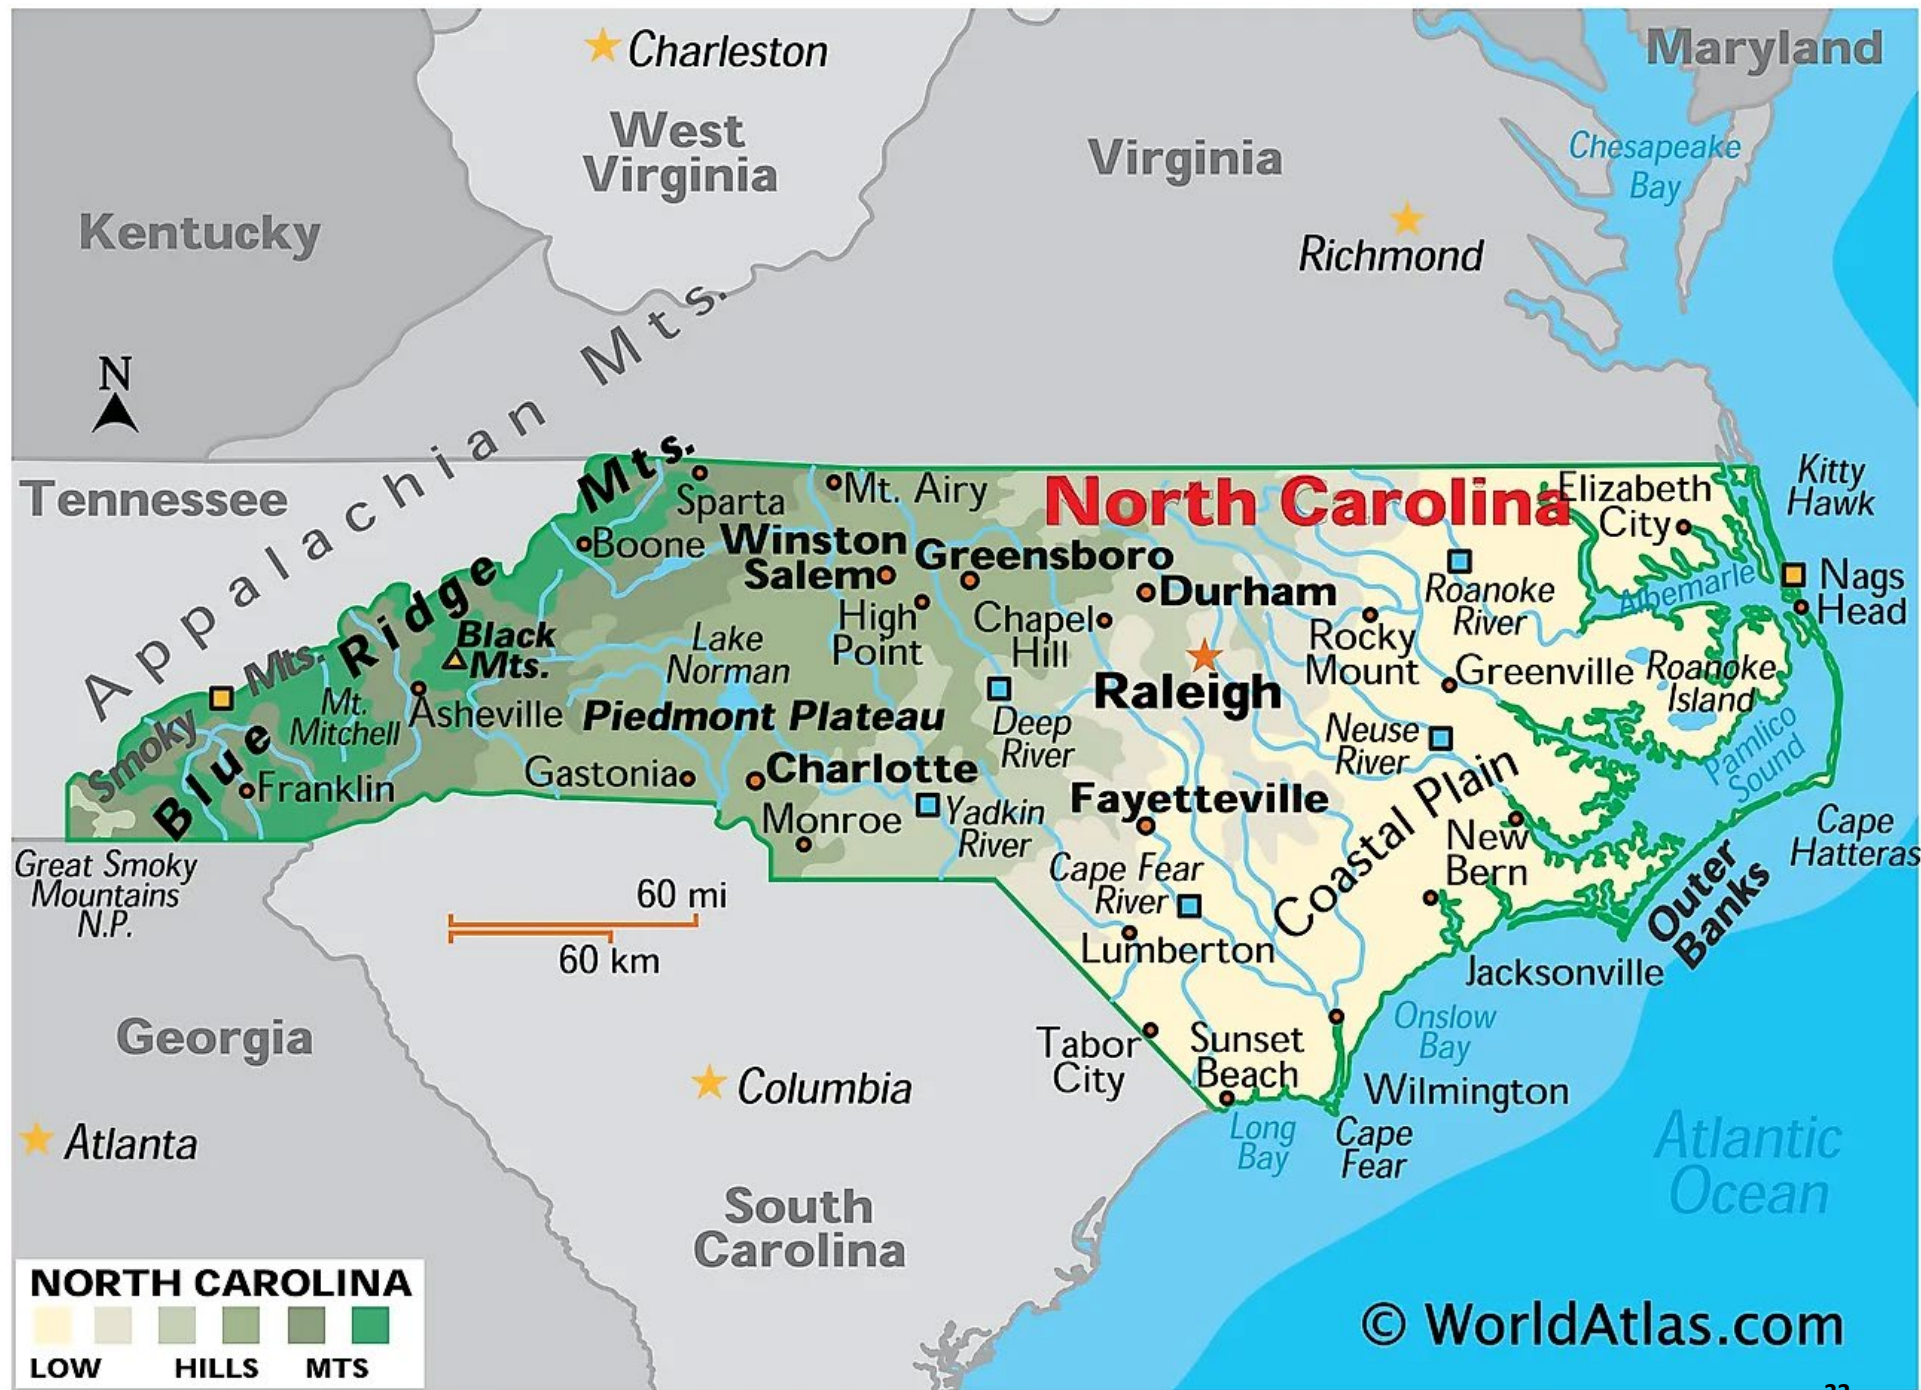 Charleston
West
Virginia
Virginia
Maryland
Chesapeake
Bay
Richmond
Kentucky
N
Appalachian Mts.
Tennessee
North Carolina
Blue Ridge Mts.
Smoky Mts.
Sparta
Mt. Airy
Boone
Winston
Salem
Greensboro
High
Point
Chapel
Hill
Durham
Raleigh
Rocky
Mount
Roanoke
River
Elizabeth
City
Kitty
Hawk
Nags
Head
Albemarle
Greenville
Roanoke
Island
Pamlico
Sound
Black
Mts.
Mt.
Mitchell
Asheville
Lake
Norman
Piedmont Plateau
Deep
River
Neuse
River
Franklin
Gastonia
Charlotte
Monroe
Yadkin
River
Fayetteville
Cape Fear
River
Coastal Plain
New
Bern
Cape
Hatteras
Outer
Banks
Lumberton
Jacksonville
Great Smoky
Mountains
N.P.
60 mi
60 km
Georgia
Atlanta
Columbia
South
Carolina
Tabor
City
Sunset
Beach
Onslow
Bay
Wilmington
Long
Bay
Cape
Fear
Atlantic
Ocean
NORTH CAROLINA
LOW HILLS MTS
© WorldAtlas.com